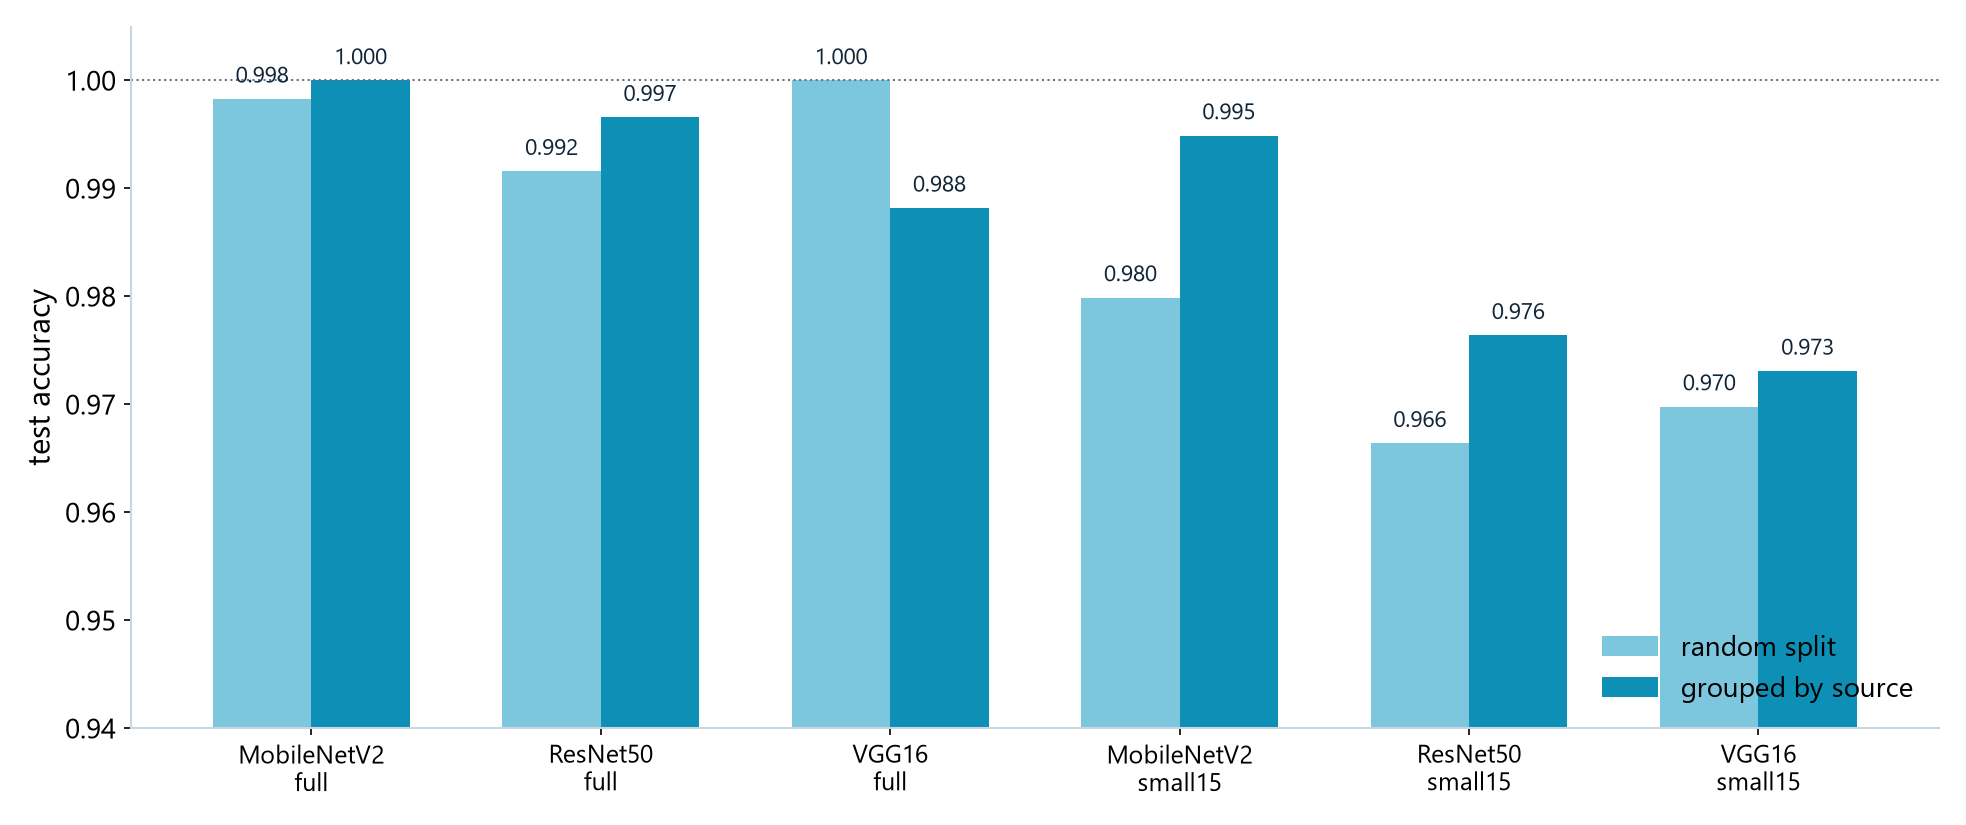 test accuracy
1.00
0.99
0.98
0.97
0.96
0.95
0.94
0.998
1.000
0.992
0.997
1.000
0.988
0.980
0.995
0.966
0.976
0.970
0.973
random split
grouped by source
MobileNetV2
full
ResNet50
full
VGG16
full
MobileNetV2
small15
ResNet50
small15
VGG16
small15